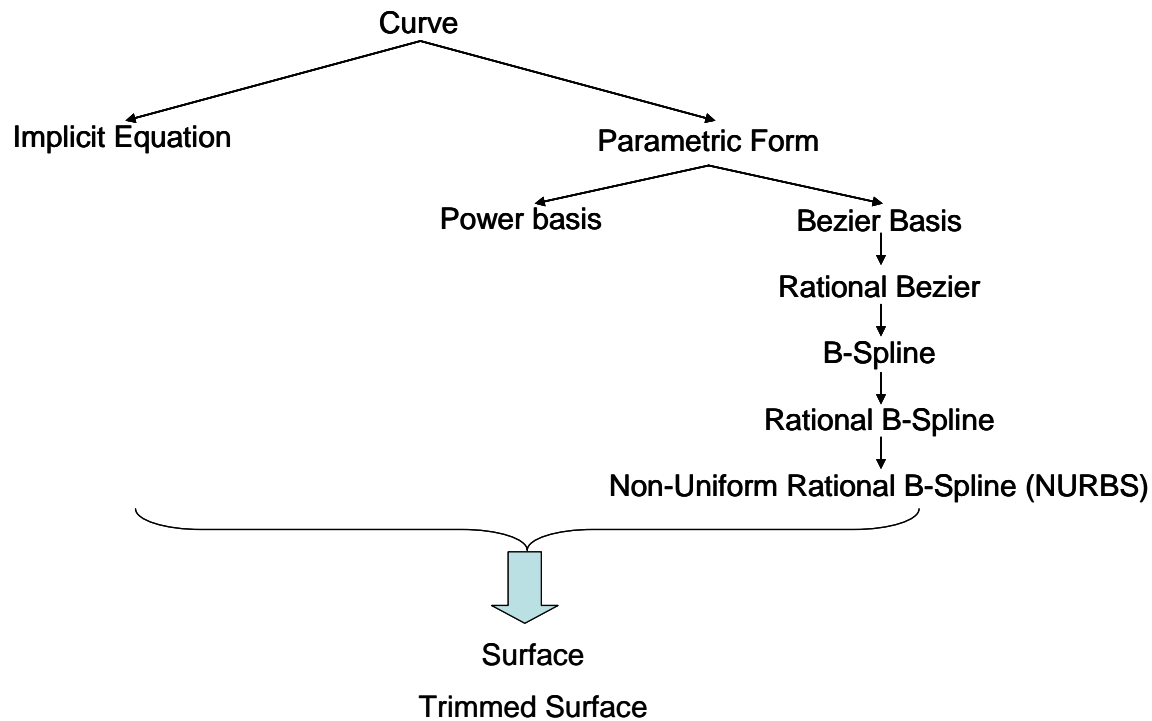 Curve
Implicit Equation
Parametric Form
Power basis
Bezier Basis
Rational Bezier
B-Spline
Rational B-Spline
Non-Uniform Rational B-Spline (NURBS)
Surface
Trimmed Surface